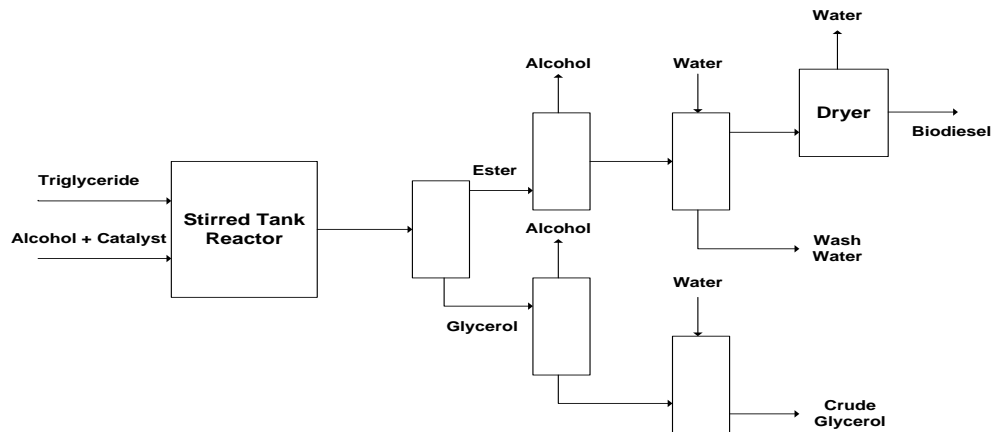 Water
Alcohol
Water
Dryer
Biodiesel
Ester
Triglyceride
Stirred Tank
Reactor
Alcohol + Catalyst
Alcohol
Wash
Water
Water
Glycerol
Crude
Glycerol